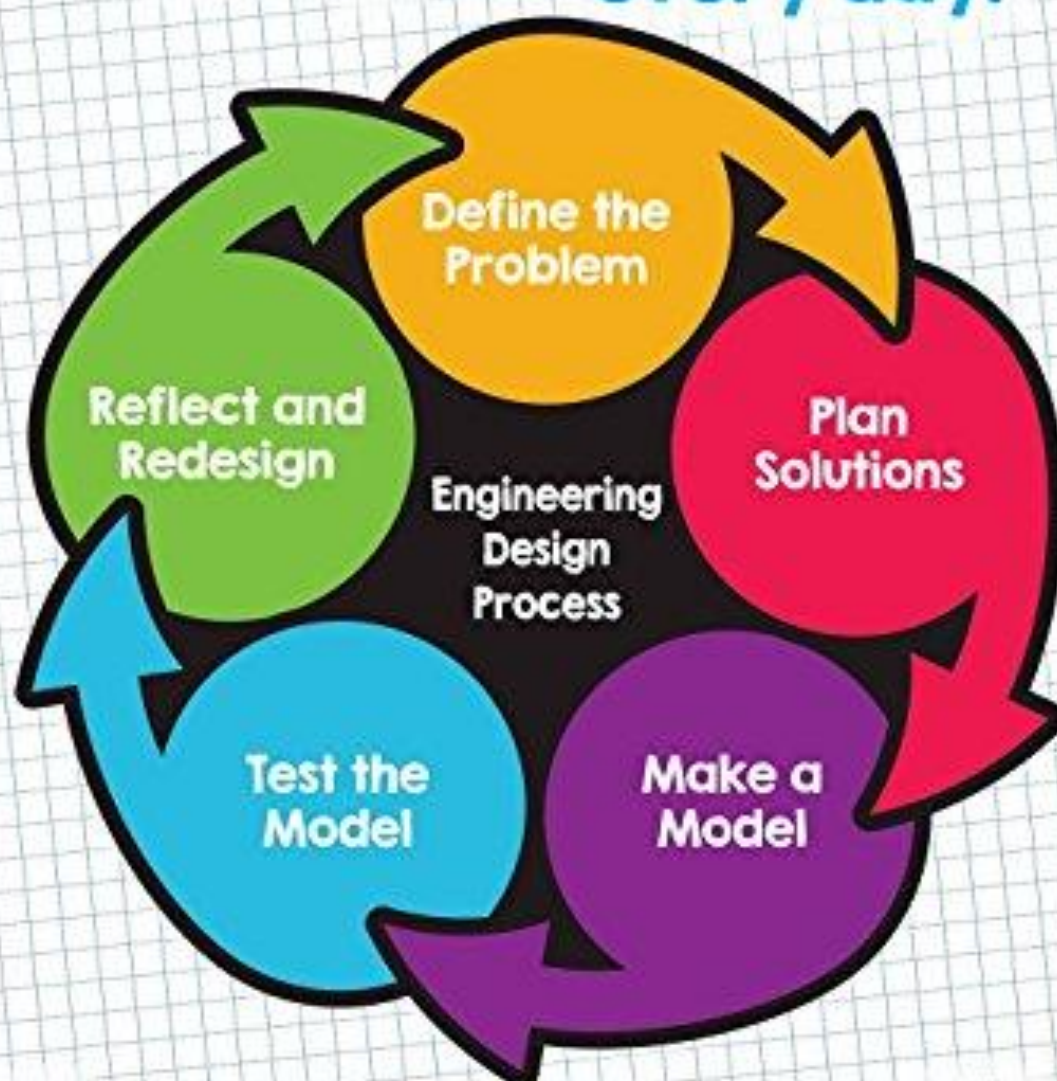 Define the
Problem
Plan
Solutions
Make a
Model
Test the
Model
Reflect and
Redesign
Engineering
Design
Process